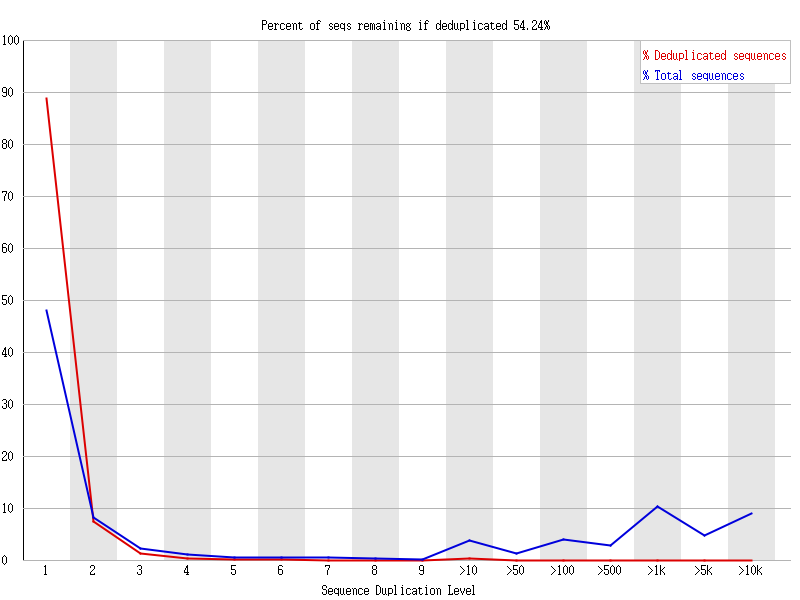 Percent of seqs remaining if deduplicated 54.24%
% Deduplicated sequences
% Total sequences
100
90
80
70
60
50
40
30
20
10
0
1 2 3 4 5 6 7 8 9 >10 >50 >100 >500 >1k >5k >10k
Sequence Duplication Level